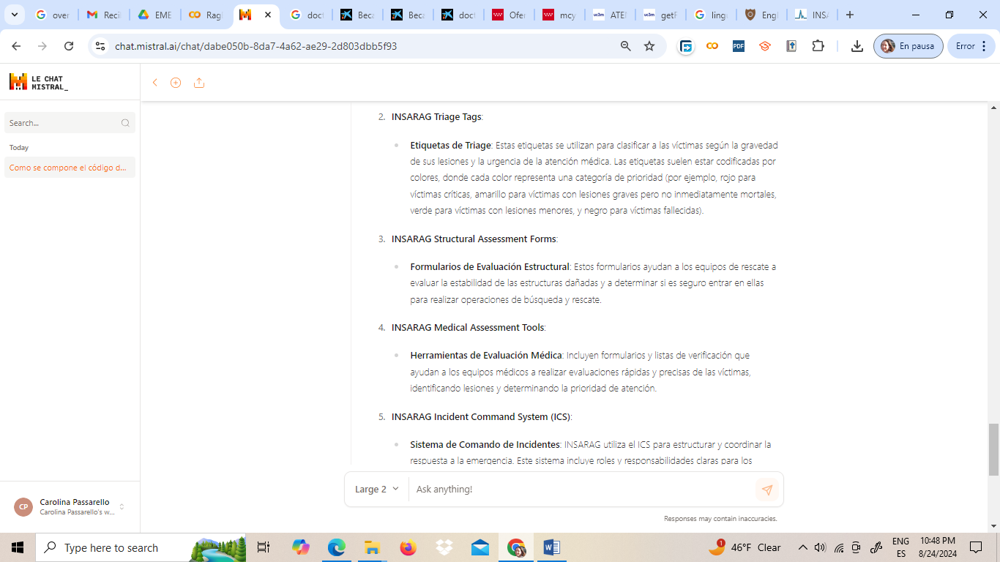 over
Reci
EME
Rag
doct
Beca
Beca
doct
Ofer
mcy
ATE
getF
ling
Engl
INSA
chat.mistral.ai/chat/dabe050b-8da7-4a62-ae29-2d803dbb5f93
PDF
En pausa
Error
LE CHAT
MISTRAL_
Search...
Today
Como se compone el código d...
2. INSARAG Triage Tags:
Etiquetas de Triage: Estas etiquetas se utilizan para clasificar a las víctimas según la gravedad
de sus lesiones y la urgencia de la atención médica. Las etiquetas suelen estar codificadas por
colores, donde cada color representa una categoría de prioridad (por ejemplo, rojo para
víctimas críticas, amarillo para víctimas con lesiones graves pero no inmediatamente mortales,
verde para víctimas con lesiones menores, y negro para víctimas fallecidas).
3. INSARAG Structural Assessment Forms:
Formularios de Evaluación Estructural: Estos formularios ayudan a los equipos de rescate a
evaluar la estabilidad de las estructuras dañadas y a determinar si es seguro entrar en ellas
para realizar operaciones de búsqueda y rescate.
4. INSARAG Medical Assessment Tools:
Herramientas de Evaluación Médica: Incluyen formularios y listas de verificación que
ayudan a los equipos médicos a realizar evaluaciones rápidas y precisas de las víctimas,
identificando lesiones y determinando la prioridad de atención.
5. INSARAG Incident Command System (ICS):
Sistema de Comando de Incidentes: INSARAG utiliza el ICS para estructurar y coordinar la
respuesta a la emergencia. Este sistema incluye roles y responsabilidades claras para los
Large 2
Ask anything!
Responses may contain inaccuracies.
CP
Carolina Passarello
Carolina Passarello's w...
Type here to search
1
46°F Clear
ENG
ES
10:48 PM
8/24/2024